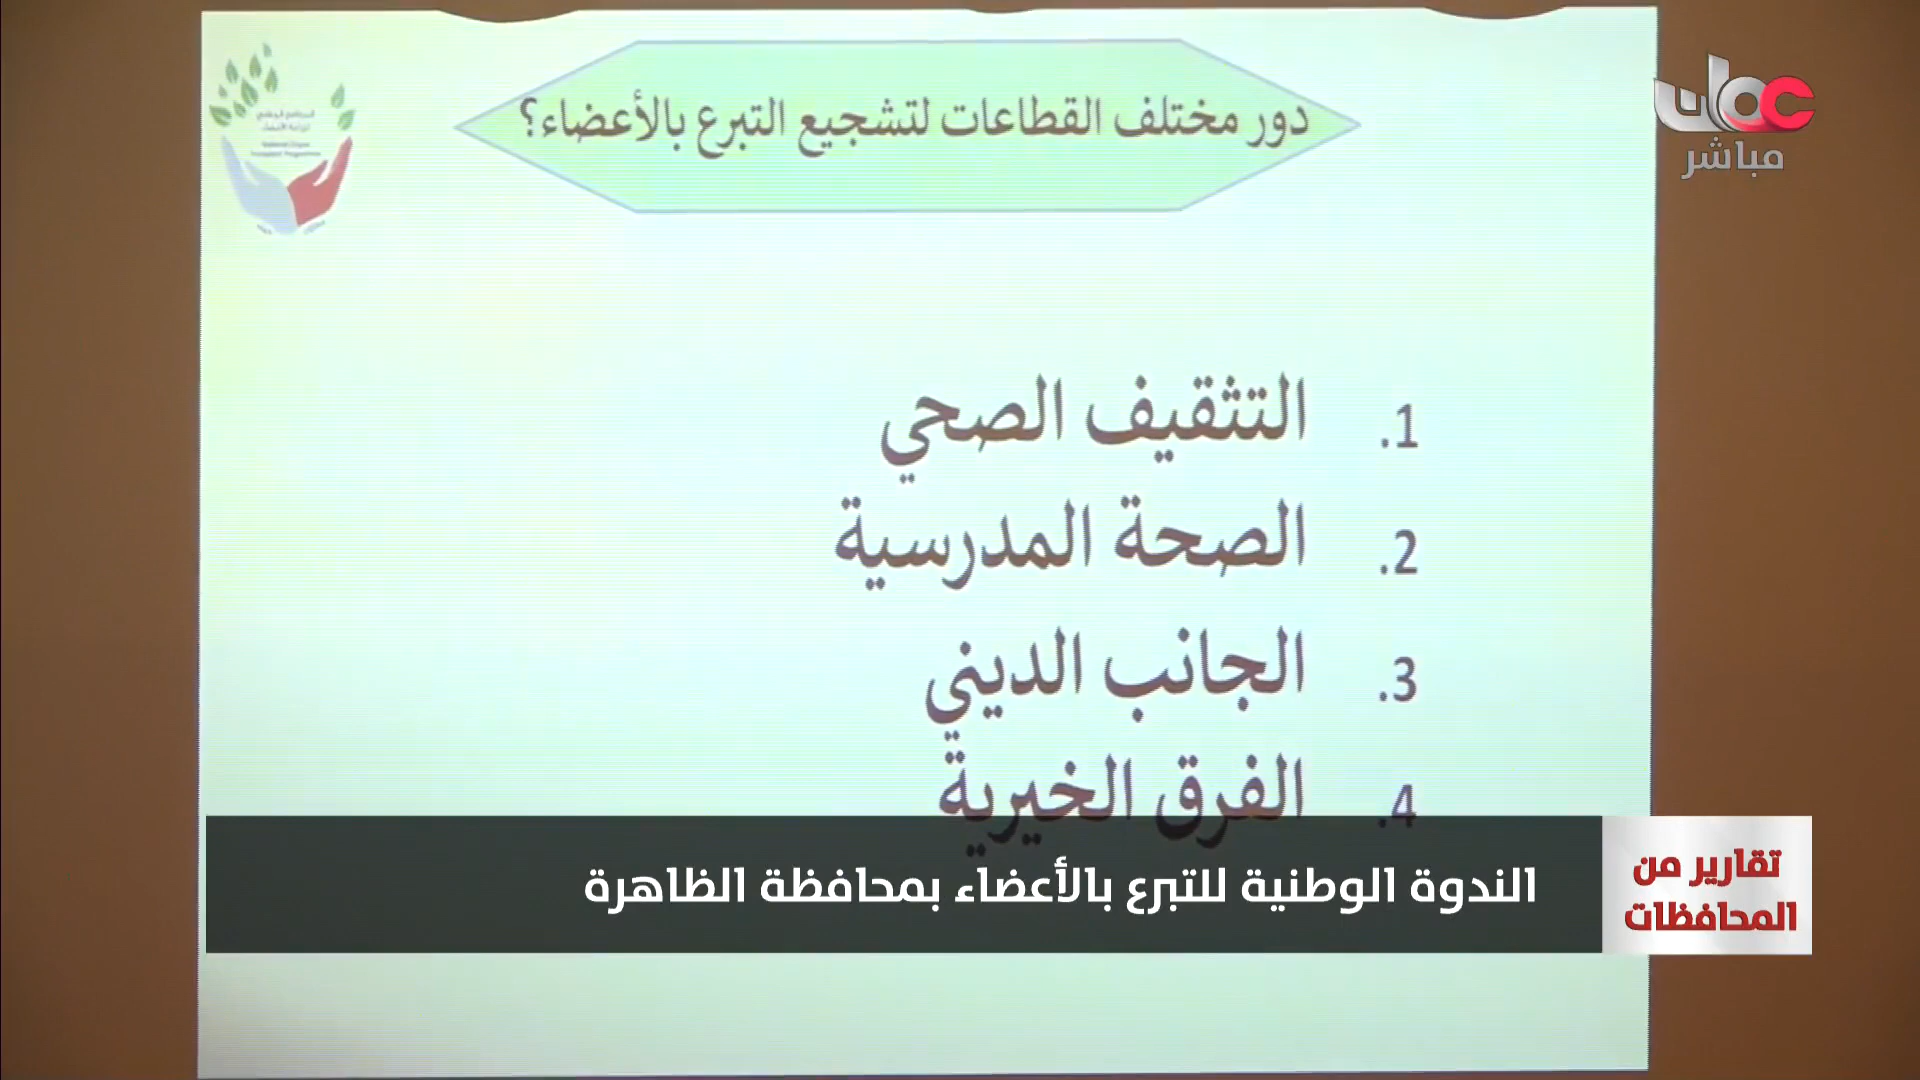 دور مختلف القطاعات لتشجيع التبرع بالأعضاء؟
عمان
مباشر
1. التثقيف الصحي
2. الصحة المدرسية
3. الجانب الديني
4. الفرق الخيرية
تقارير من
المحافظات
الندوة الوطنية للتبرع بالأعضاء بمحافظة الظاهرة